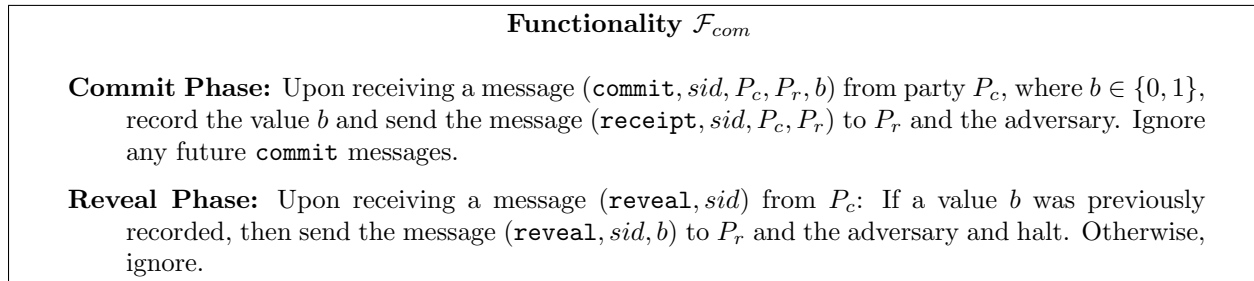 Functionality F_com
Commit Phase: Upon receiving a message (commit, sid, P_c, P_r, b) from party P_c, where b ∈ {0, 1},
record the value b and send the message (receipt, sid, P_c, P_r) to P_r and the adversary. Ignore
any future commit messages.
Reveal Phase: Upon receiving a message (reveal, sid) from P_c: If a value b was previously
recorded, then send the message (reveal, sid, b) to P_r and the adversary and halt. Otherwise,
ignore.